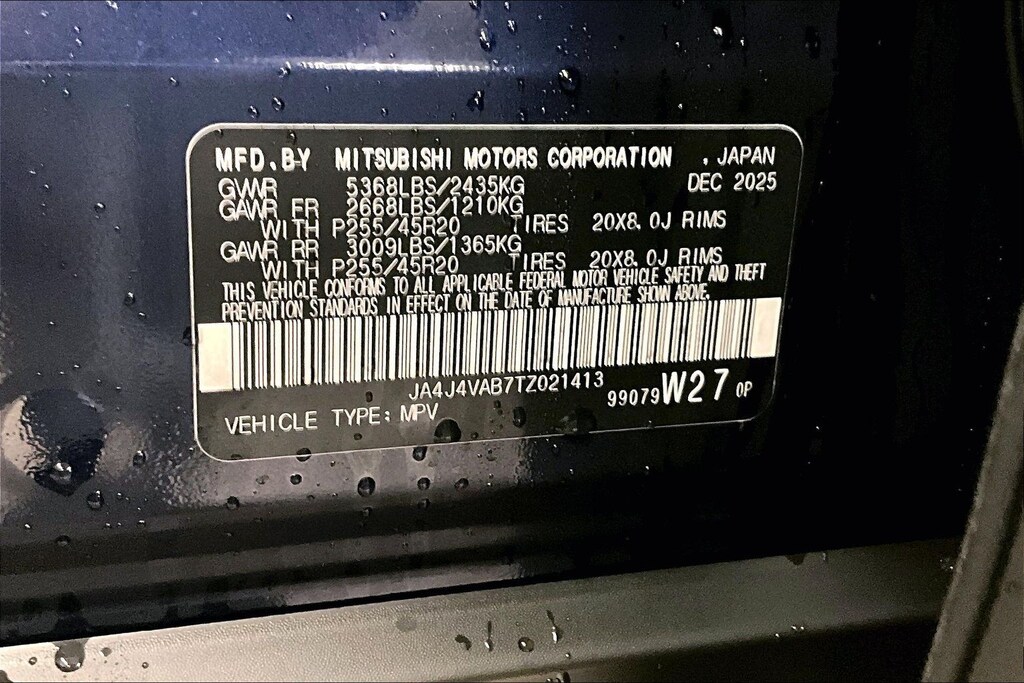 MFD. BY MITSUBISHI MOTORS CORPORATION , JAPAN
DEC 2025
GVWR 5368LBS/2435KG
GAWR FR 2668LBS/1210KG
WITH P255/45R20 TIRES 20X8.0J RIMS
GAWR RR 3009LBS/1365KG
WITH P255/45R20 TIRES 20X8.0J RIMS
THIS VEHICLE CONFORMS TO ALL APPLICABLE FEDERAL MOTOR VEHICLE SAFETY AND THEFT
PREVENTION STANDARDS IN EFFECT ON THE DATE OF MANUFACTURE SHOWN ABOVE.
JA4J4VAB7TZ021413
99079 W27 0P
VEHICLE TYPE: MPV